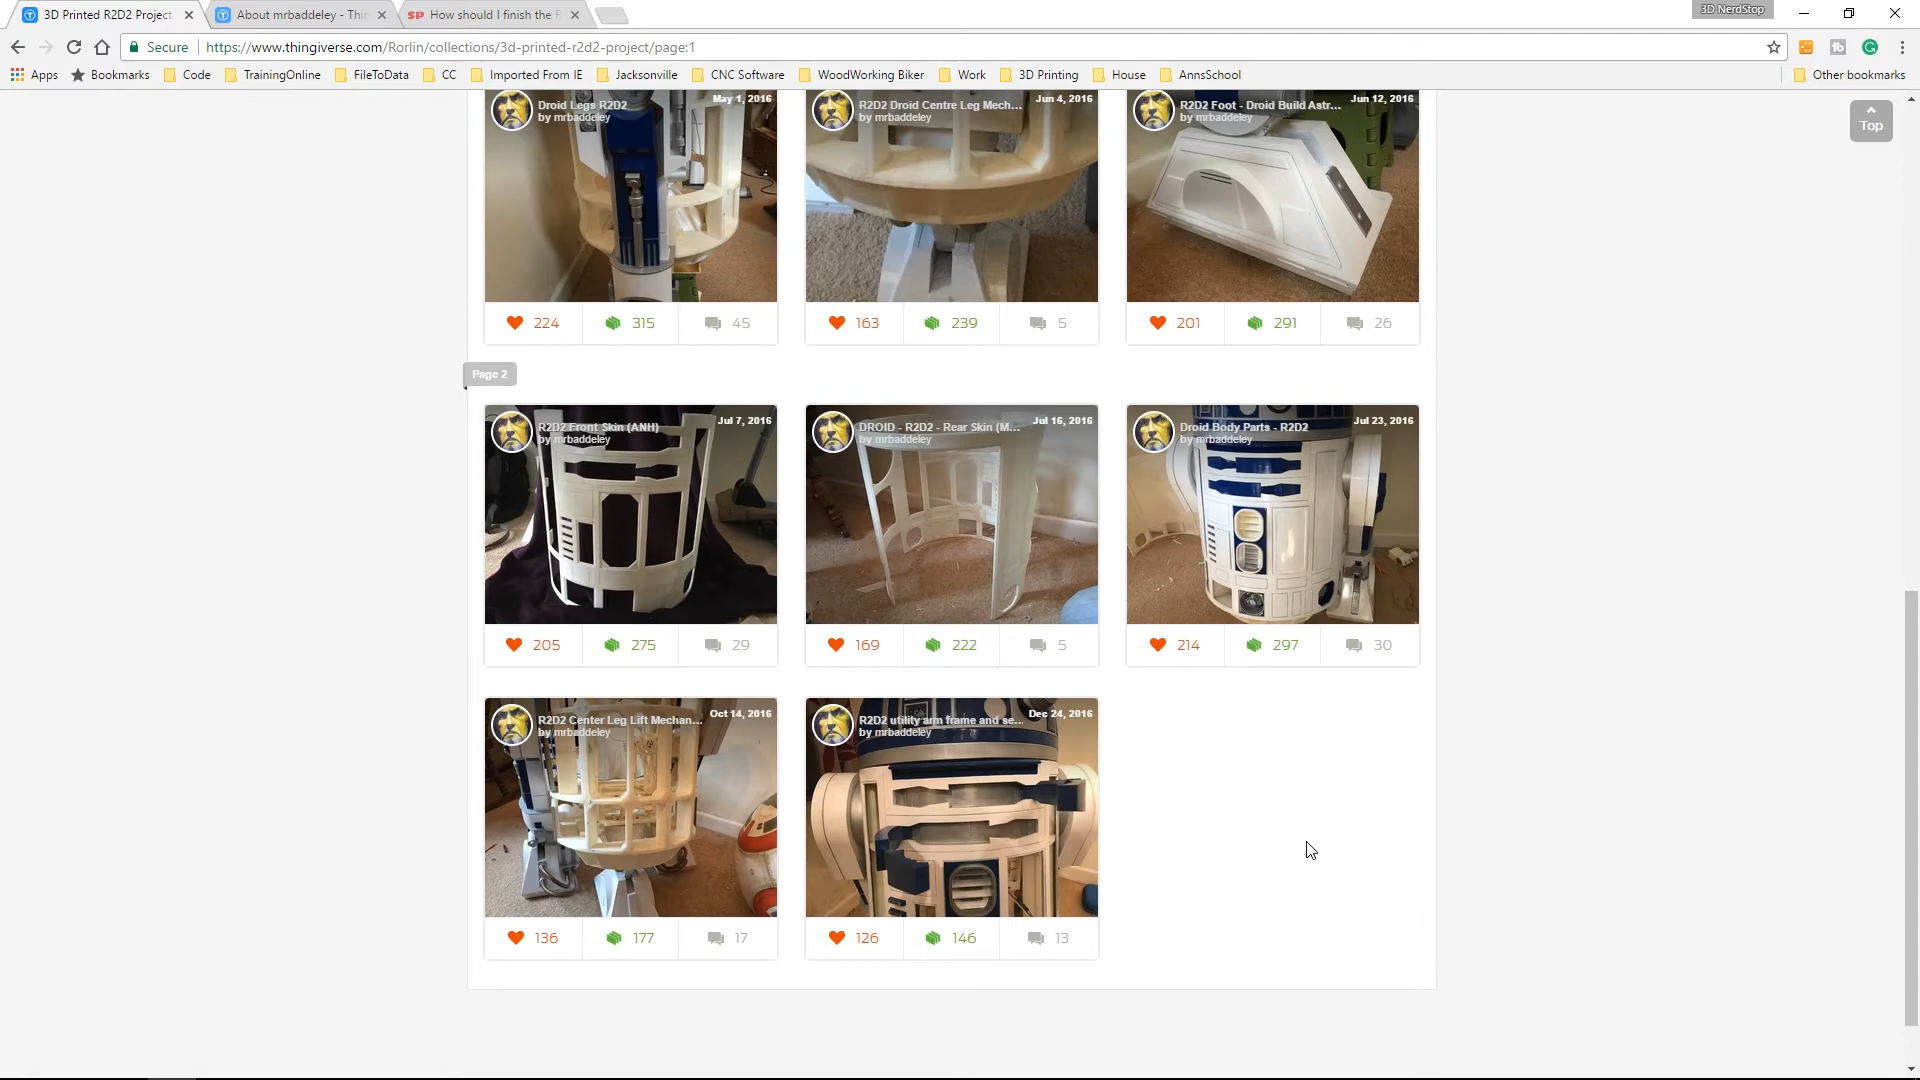 3D Printed R2D2 Project
About mrbaddeley - Thi
How should I finish the R
3D NerdStop
Secure
https://www.thingiverse.com/Rorlin/collections/3d-printed-r2d2-project/page:1
Apps
Bookmarks
Code
TrainingOnline
FileToData
CC
Imported From IE
Jacksonville
CNC Software
WoodWorking Biker
Work
3D Printing
House
AnnsSchool
Other bookmarks
Top
Droid Legs R2D2
by mrbaddeley
May 1, 2016
R2D2 Droid Centre Leg Mech...
by mrbaddeley
Jun 4, 2016
R2D2 Foot - Droid Build Astr...
by mrbaddeley
Jun 12, 2016
224 315 45
163 239 5
201 291 26
Page 2
R2D2 Front Skin (ANH)
by mrbaddeley
Jul 7, 2016
DROID - R2D2 - Rear Skin (M...
by mrbaddeley
Jul 16, 2016
Droid Body Parts - R2D2
by mrbaddeley
Jul 23, 2016
205 275 29
169 222 5
214 297 30
R2D2 Center Leg Lift Mechan...
by mrbaddeley
Oct 14, 2016
R2D2 utility arm frame and se...
by mrbaddeley
Dec 24, 2016
136 177 17
126 146 13